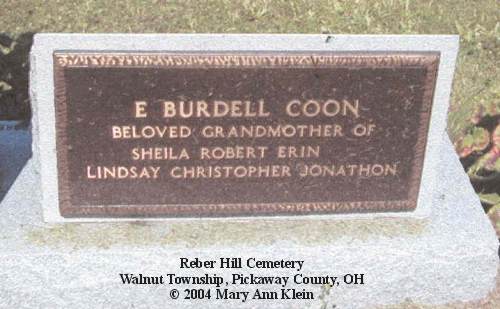 E BURDELL COON
BELOVED GRANDMOTHER OF
SHEILA ROBERT ERIN
LINDSAY CHRISTOPHER JONATHON
Reber Hill Cemetery
Walnut Township, Pickaway County, OH
© 2004 Mary Ann Klein